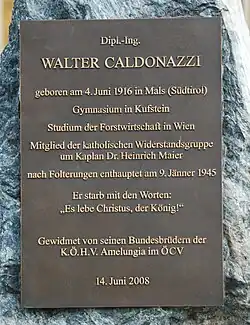 Dipl.-Ing.
WALTER CALDONAZZI
geboren am 4. Juni 1916 in Mals (Südtirol)
Gymnasium in Kufstein
Studium der Forstwirtschaft in Wien
Mitglied der katholischen Widerstandsgruppe
um Kaplan Dr. Heinrich Maier
nach Folterungen enthauptet am 9. Jänner 1945
Er starb mit den Worten:
„Es lebe Christus, der König!“
Gewidmet von seinen Bundesbrüdern der
K.Ö.H.V. Amelungia im ÖCV
14. Juni 2008